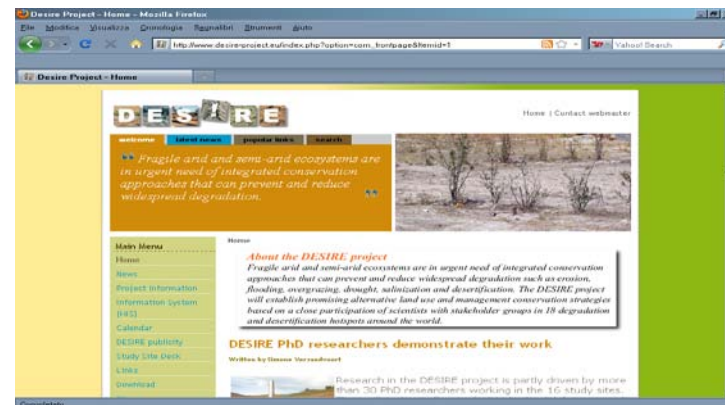 Desire Project - Home - Mozilla Firefox
File Modifica Visualizza Cronologia Segnalibri Strumenti Aiuto
http://www.desire-project.eu/index.php?option=com_frontpage&Itemid=1
Yahoo! Search
Desire Project - Home
DESIRE
Home | Contact webmaster
welcome latest news popular links search
Fragile arid and semi-arid ecosystems are
in urgent need of integrated conservation
approaches that can prevent and reduce
widespread degradation.
Main Menu
Home
News
Project Information
Information System
(HIS)
Calendar
DESIRE publicity
Study Site Desk
Links
Download
Home
About the DESIRE project
Fragile arid and semi-arid ecosystems are in urgent need of integrated conservation
approaches that can prevent and reduce widespread degradation such as erosion,
flooding, overgrazing, drought, salinization and desertification. The DESIRE project
will establish promising alternative land use and management conservation strategies
based on a close participation of scientists with stakeholder groups in 18 degradation
and desertification hotspots around the world.
DESIRE PhD researchers demonstrate their work
Written by Simone Verzandvoort
Research in the DESIRE project is partly driven by more
than 30 PhD researchers working in the 16 study sites.
Completato